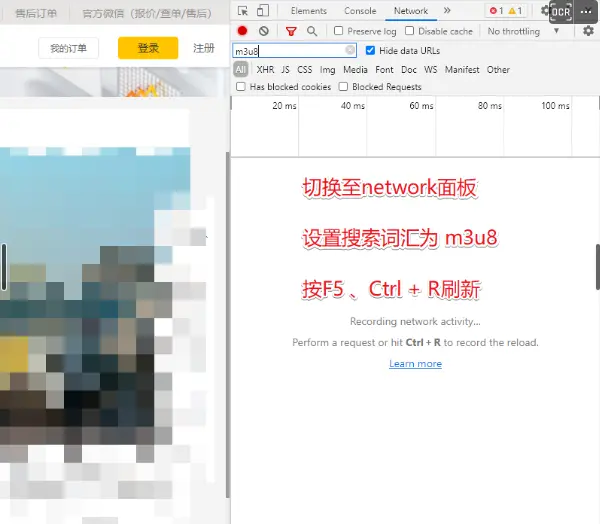 售后订单 官方微信（报价/查单/售后）
我的订单 登录 注册
Elements Console Network » 1 1 OCR ...
Preserve log Disable cache No throttling
m3u8 Hide data URLs
All XHR JS CSS Img Media Font Doc WS Manifest Other
Has blocked cookies Blocked Requests
20 ms 40 ms 60 ms 80 ms 100 ms
切换至network面板
设置搜索词汇为 m3u8
按F5 、Ctrl + R刷新
Recording network activity...
Perform a request or hit Ctrl + R to record the reload.
Learn more